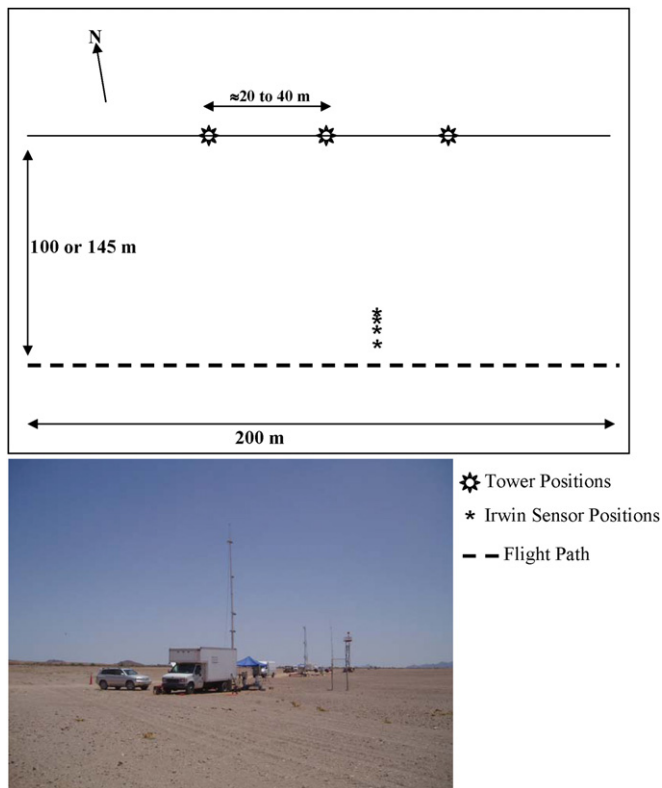 N
≈20 to 40 m
100 or 145 m
200 m
Tower Positions
* Irwin Sensor Positions
Flight Path